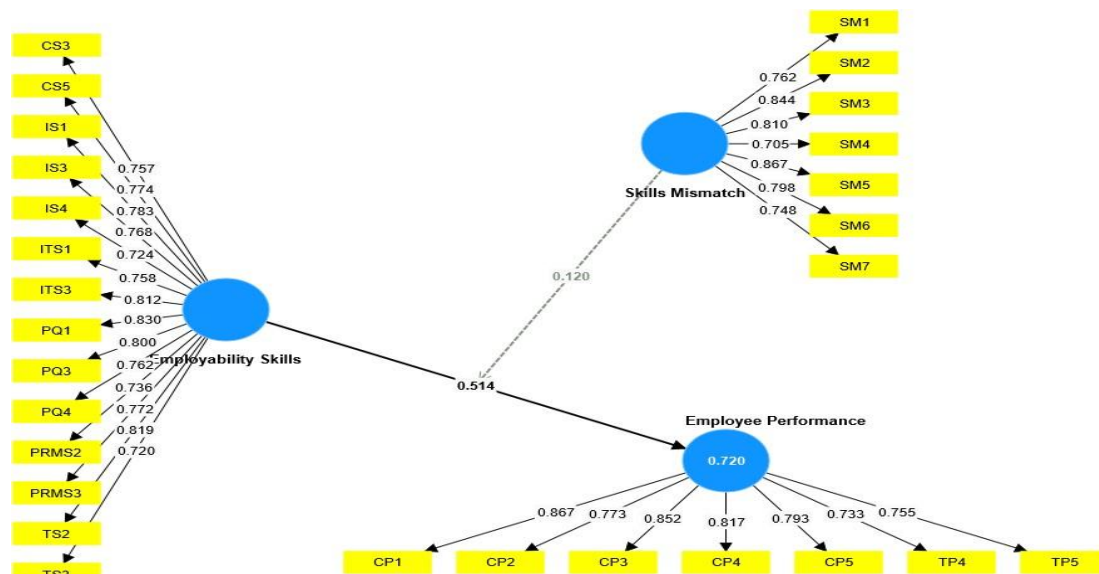 CS3
CS5
IS1
IS3
IS4
ITS1
ITS3
PQ1
PQ3
PQ4
PRMS2
PRMS3
TS2
0.757
0.774
0.783
0.768
0.724
0.758
0.812
0.830
0.800
0.762
0.736
0.772
0.819
0.720
Employability Skills
SM1
SM2
SM3
SM4
SM5
SM6
SM7
0.762
0.844
0.810
0.705
0.867
0.798
0.748
Skills Mismatch
0.120
0.514
Employee Performance
0.720
0.867
0.773
0.852
0.817
0.793
0.733
0.755
CP1
CP2
CP3
CP4
CP5
TP4
TP5